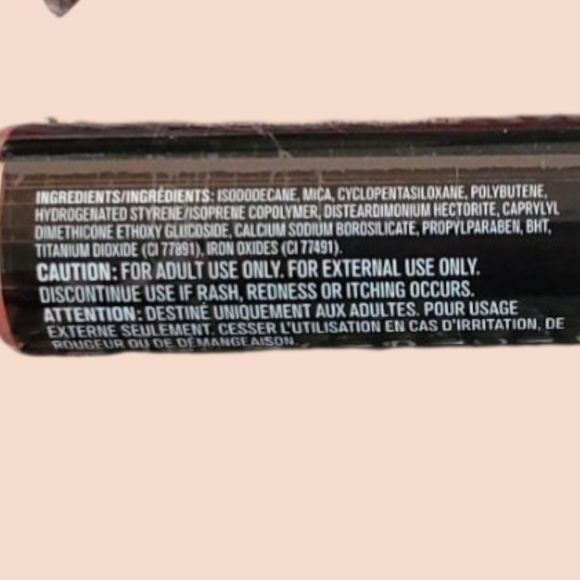 INGREDIENTS/INGRÉDIENTS: ISODODECANE, MICA, CYCLOPENTASILOXANE, POLYBUTENE,
HYDROGENATED STYRENE/ISOPRENE COPOLYMER, DISTEARDIMONIUM HECTORITE, CAPRYLYL
DIMETHICONE ETHOXY GLUCOSIDE, CALCIUM SODIUM BOROSILICATE, PROPYLPARABEN, BHT,
TITANIUM DIOXIDE (CI 77891), IRON OXIDES (CI 77491).
CAUTION: FOR ADULT USE ONLY. FOR EXTERNAL USE ONLY.
DISCONTINUE USE IF RASH, REDNESS OR ITCHING OCCURS.
ATTENTION: DESTINÉ UNIQUEMENT AUX ADULTES. POUR USAGE
EXTERNE SEULEMENT. CESSER L'UTILISATION EN CAS D'IRRITATION, DE
ROUGEUR OU DE DÉMANGEAISON.